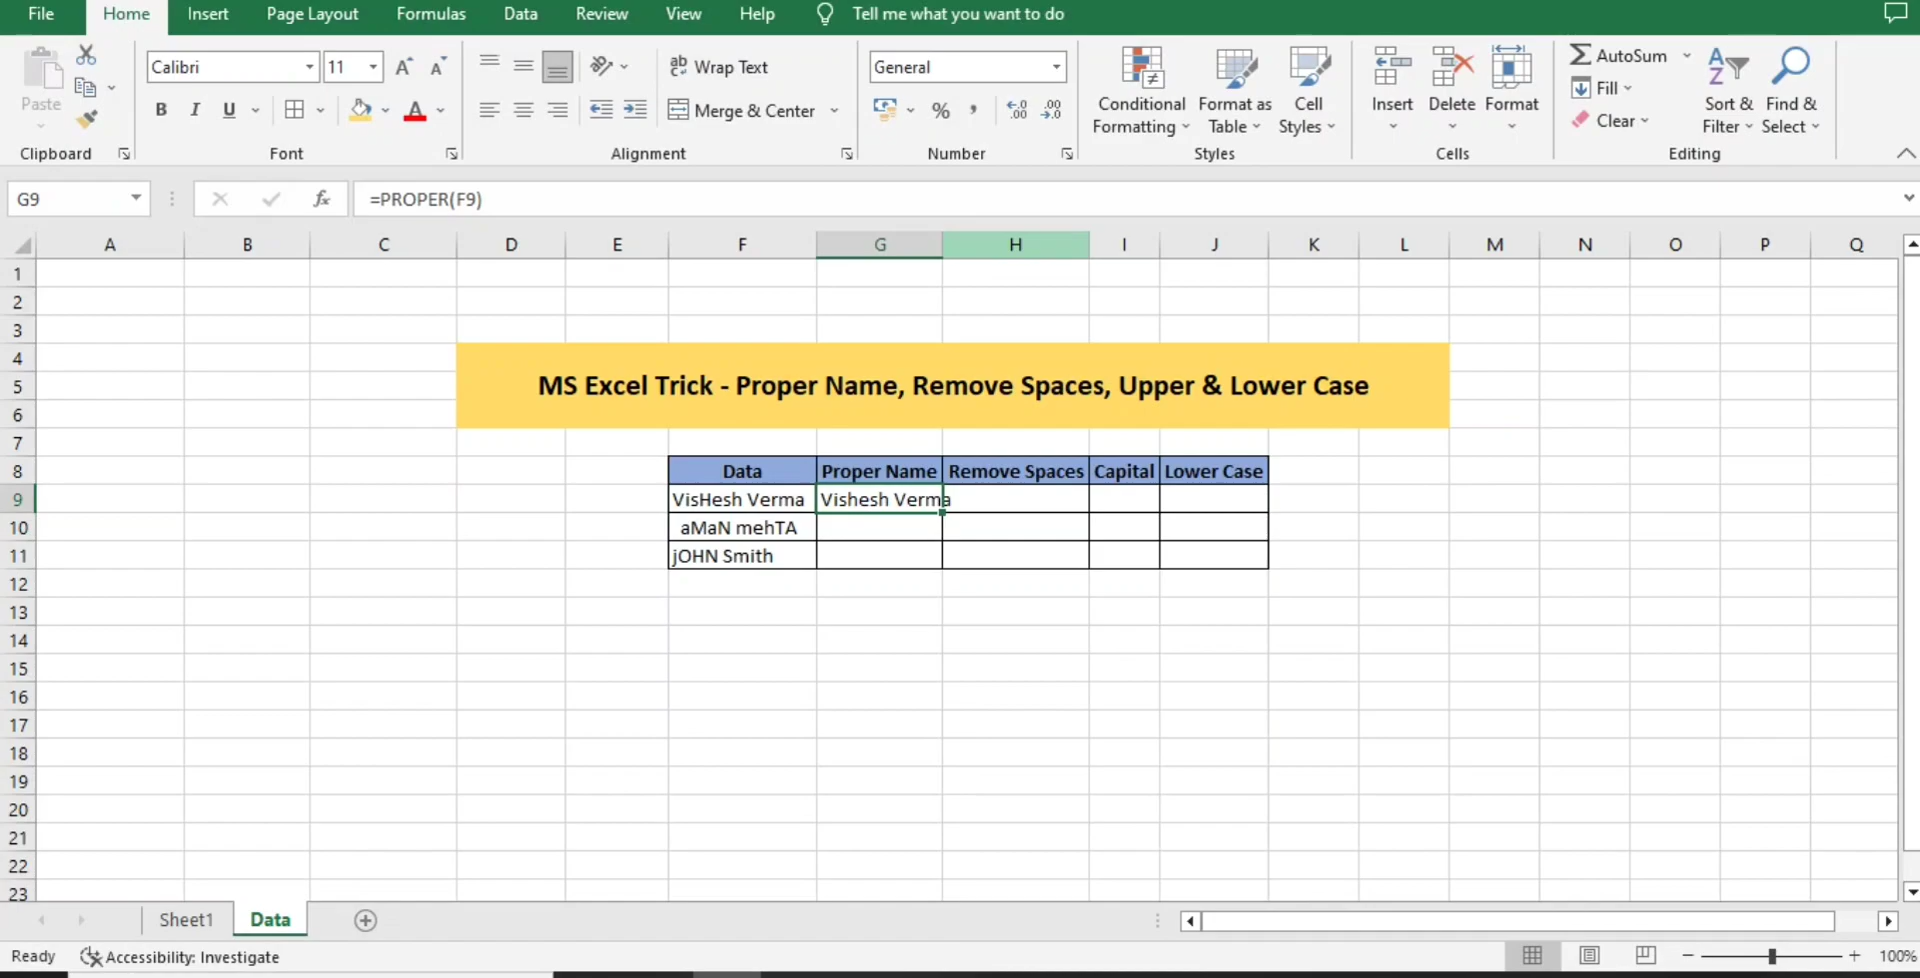 File Home Insert Page Layout Formulas Data Review View Help Tell me what you want to do
Calibri 11 Wrap Text General AutoSum
Paste Merge & Center Conditional Formatting Format as Table Cell Styles Insert Delete Format Fill Clear Sort & Filter Find & Select
B I U A % , .00 .0
Clipboard Font Alignment Number Styles Cells Editing
G9 fx =PROPER(F9)
A B C D E F G H I J K L M N O P Q
1
2
3
4
5 MS Excel Trick - Proper Name, Remove Spaces, Upper & Lower Case
6
7
8 Data Proper Name Remove Spaces Capital Lower Case
9 VisHesh Verma Vishesh Verma
10 aMaN mehTA
11 jOHN Smith
12
13
14
15
16
17
18
19
20
21
22
23
Sheet1 Data
Ready Accessibility: Investigate 100%